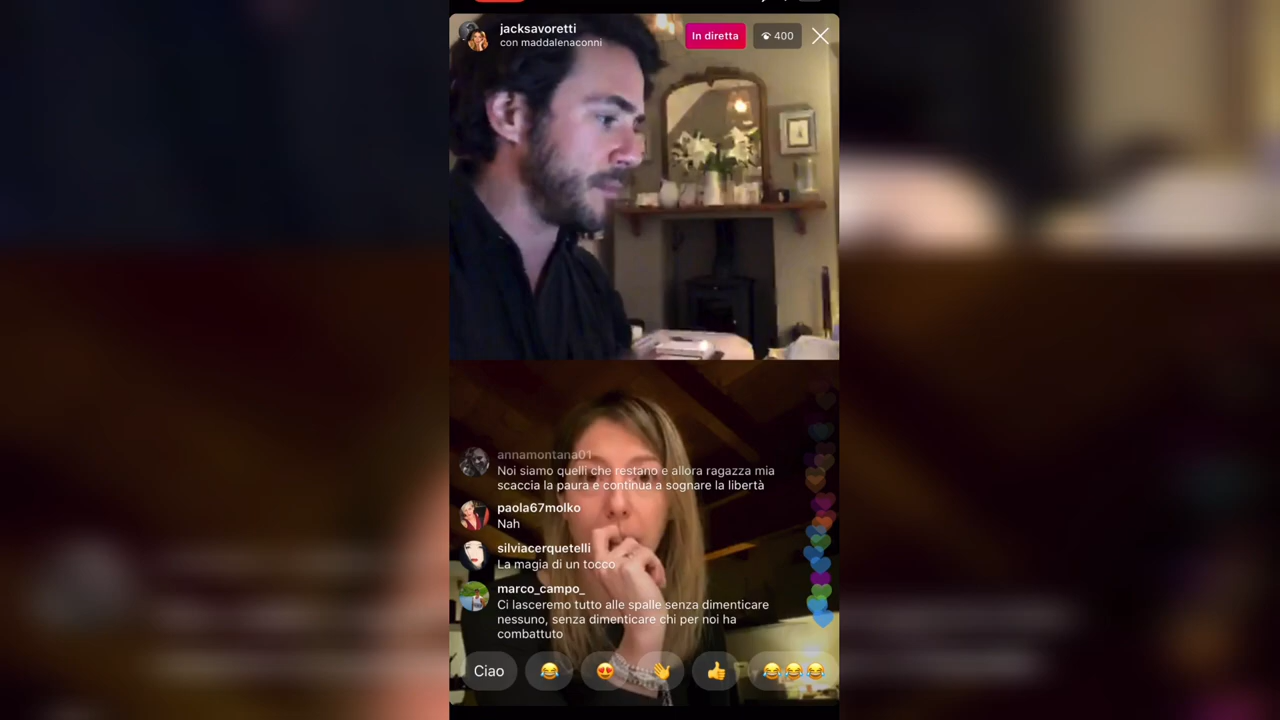 jacksavoretti
con maddalenaconni
In diretta
400
annamontana01
Noi siamo quelli che restano e allora ragazza mia
scaccia la paura e continua a sognare la libertà
paola67molko
Nah
silviacerquetelli
La magia di un tocco
marco_campo_
Ci lasceremo tutto alle spalle senza dimenticare
nessuno, senza dimenticare chi per noi ha
combattuto
Ciao